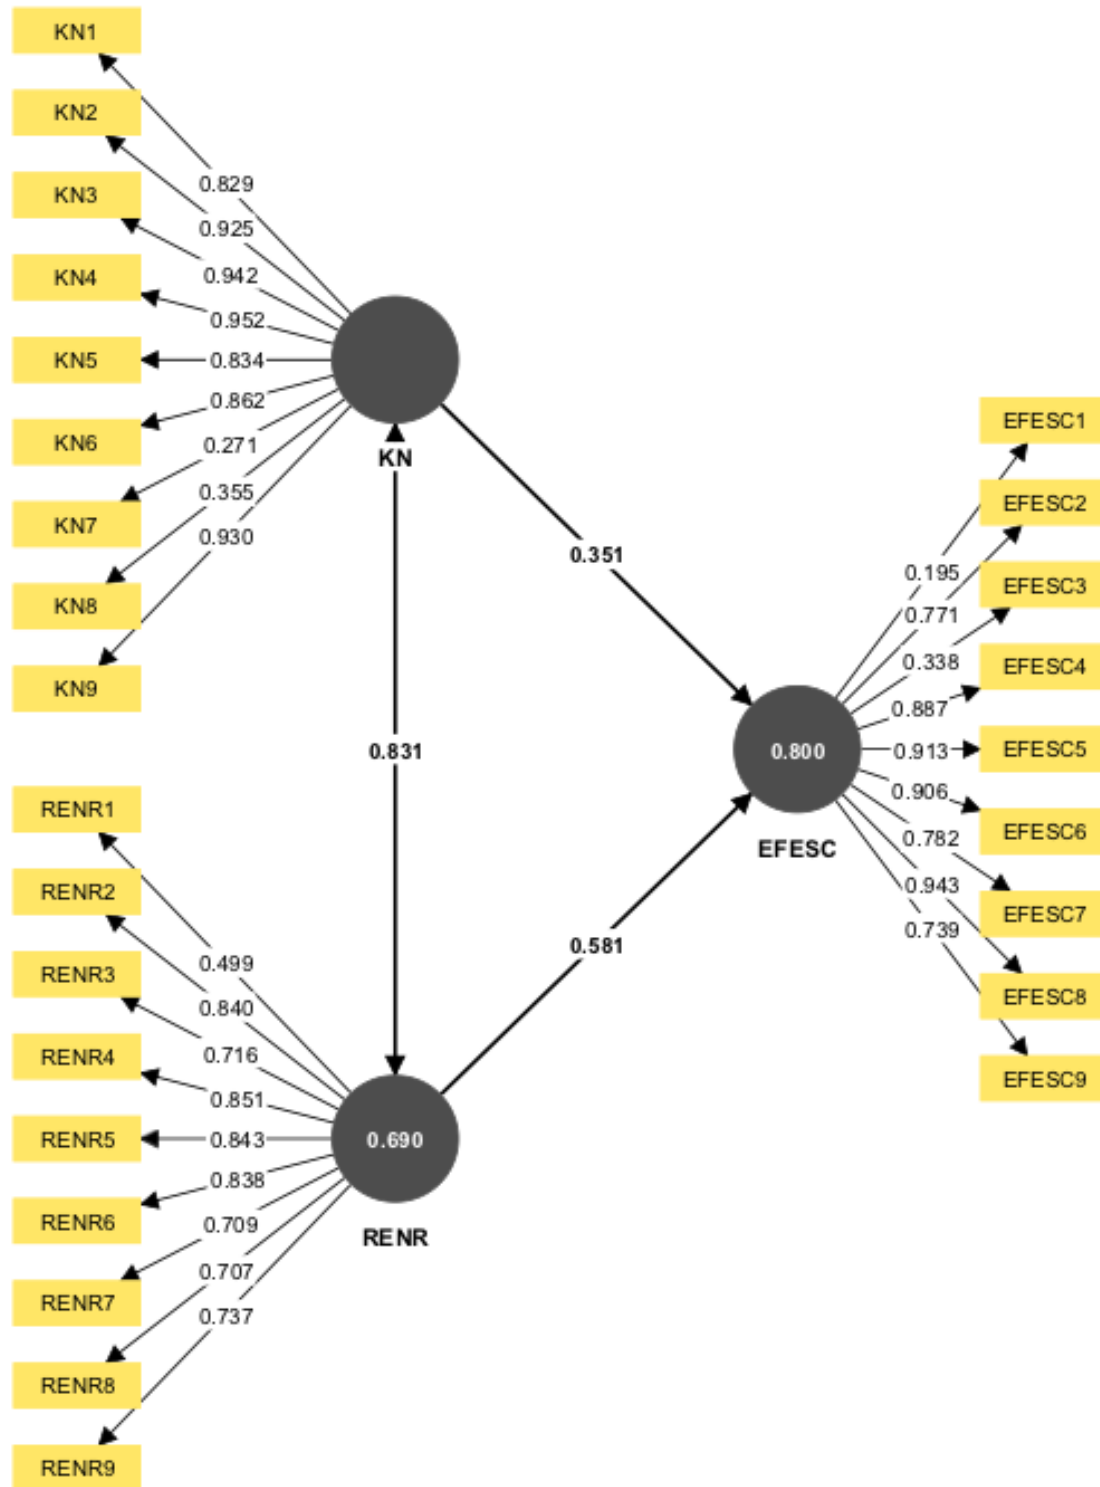 KN1
KN2
KN3
KN4
KN5
KN6
KN7
KN8
KN9
0.829
0.925
0.942
0.952
0.834
0.862
0.271
0.355
0.930
KN
0.351
0.831
0.581
RENR1
RENR2
RENR3
RENR4
RENR5
RENR6
RENR7
RENR8
RENR9
0.499
0.840
0.716
0.851
0.843
0.838
0.709
0.707
0.737
0.690
RENR
0.800
EFESC
0.195
0.771
0.338
0.887
0.913
0.906
0.782
0.943
0.739
EFESC1
EFESC2
EFESC3
EFESC4
EFESC5
EFESC6
EFESC7
EFESC8
EFESC9